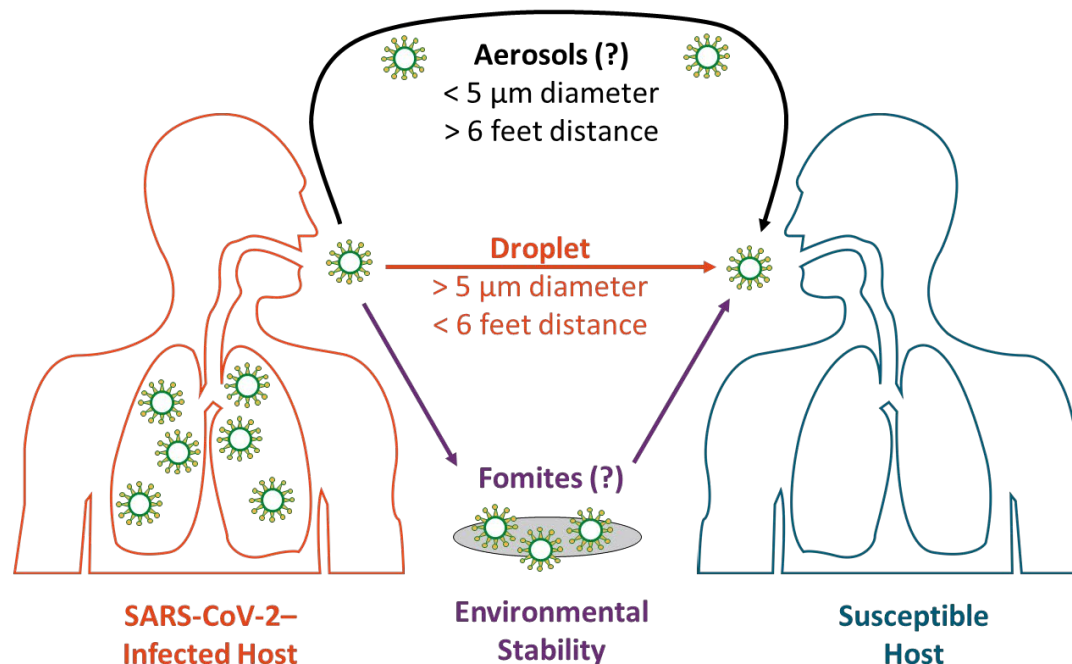 Aerosols (?)
< 5 µm diameter
> 6 feet distance
Droplet
> 5 µm diameter
< 6 feet distance
Fomites (?)
SARS-CoV-2–
Infected Host
Environmental
Stability
Susceptible
Host